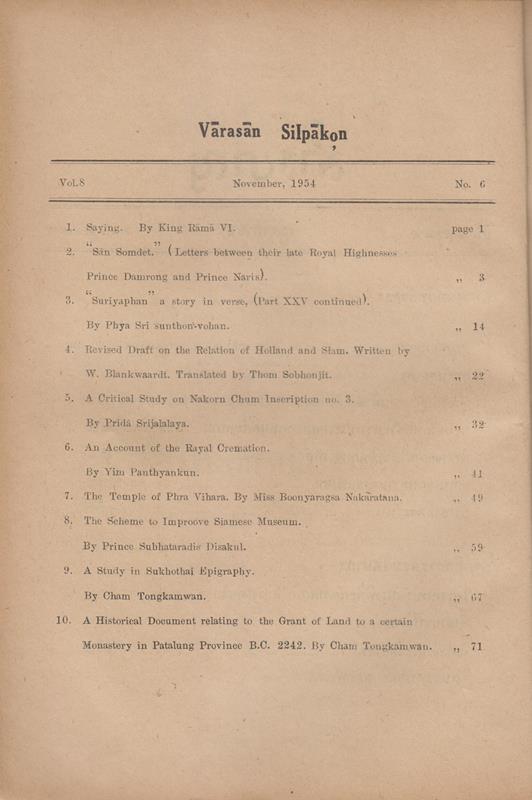 Vārasān Silpākọn
Vol.8 November, 1954 No. 6
1. Saying. By King Rāmā VI. page 1
2. "Sān Somdet." (Letters between their late Royal Highnesses
Prince Damrong and Prince Naris). ,, 3
3. "Suriyaphan" a story in verse, (Part XXV continued).
By Phya Sri sunthon-vohan. ,, 14
4. Revised Draft on the Relation of Holland and Siam. Written by
W. Blankwaardt. Translated by Thom Sobhonjit. ,, 22
5. A Critical Study on Nakorn Chum Inscription no. 3.
By Pridā Srijalalaya. ,, 32
6. An Account of the Rayal Cremation.
By Yim Panthyankun. ,, 41
7. The Temple of Phra Vihara. By Miss Boonyaragsa Nakāratana. ,, 49
8. The Scheme to Improove Siamese Museum.
By Prince Subhataradis Disakul. ,, 59
9. A Study in Sukhothai Epigraphy.
By Cham Tongkamwan. ,, 67
10. A Historical Document relating to the Grant of Land to a certain
Monastery in Patalung Province B.C. 2242. By Cham Tongkamwan. ,, 71